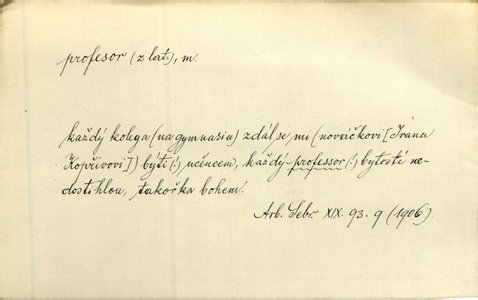 profesor (z lat.), m.
každý kolega (na gymnasiu) zdál se mi (nováčkovi [Ivanu
Kopřivovi]) býti (:) učencem, každý professor (:) bytostí ne-
dostihlou, takořka bohem.
Arb. Sebr. XIX. 93. 9 (1906)